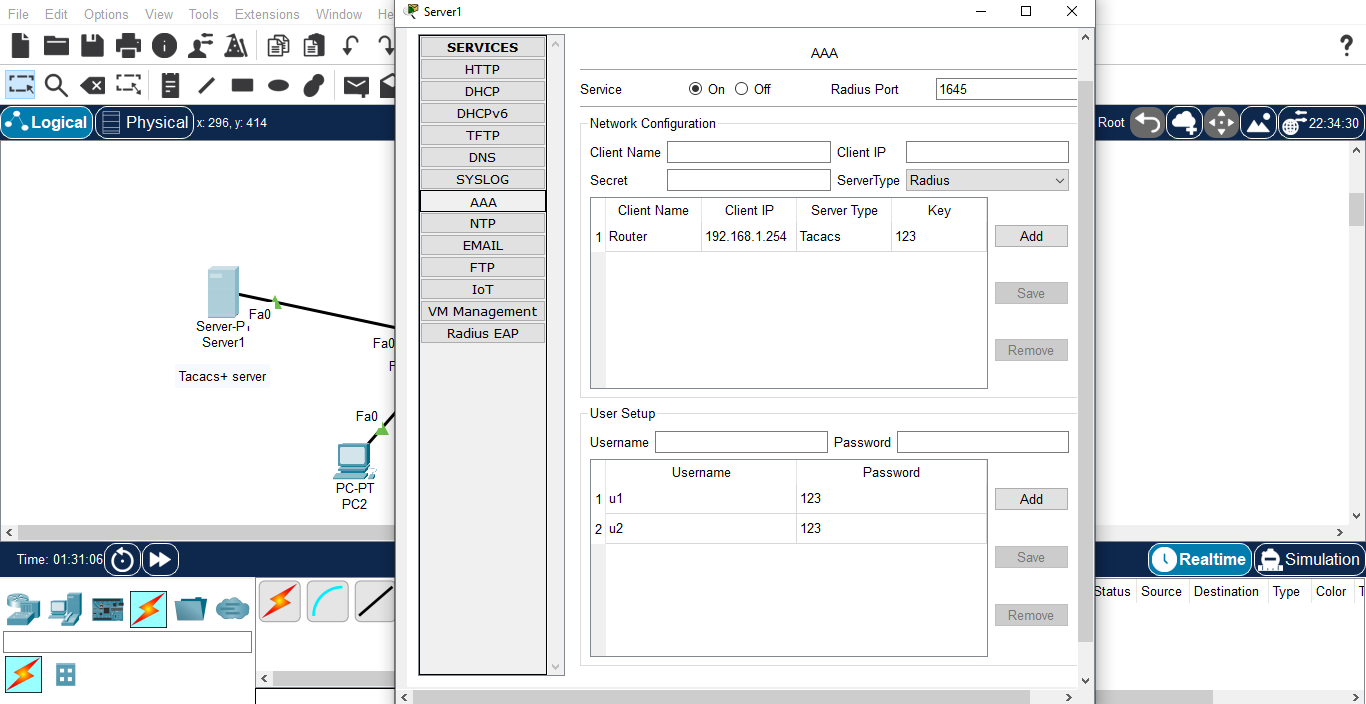 File Edit Options View Tools Extensions Window He
Server1
Logical
Physical
x: 296, y: 414
Root
22:34:30
SERVICES
HTTP
DHCP
DHCPv6
TFTP
DNS
SYSLOG
AAA
NTP
EMAIL
FTP
IoT
VM Management
Radius EAP
AAA
Service On Off Radius Port 1645
Network Configuration
Client Name Client IP
Secret ServerType Radius
Client Name Client IP Server Type Key
1 Router 192.168.1.254 Tacacs 123
Add
Save
Remove
User Setup
Username Password
Username Password
1 u1 123
2 u2 123
Add
Save
Remove
Fa0
Server-P
Server1
Fa0
Tacacs+ server
Fa0
PC-PT
PC2
Time: 01:31:06
Realtime
Simulation
Status Source Destination Type Color